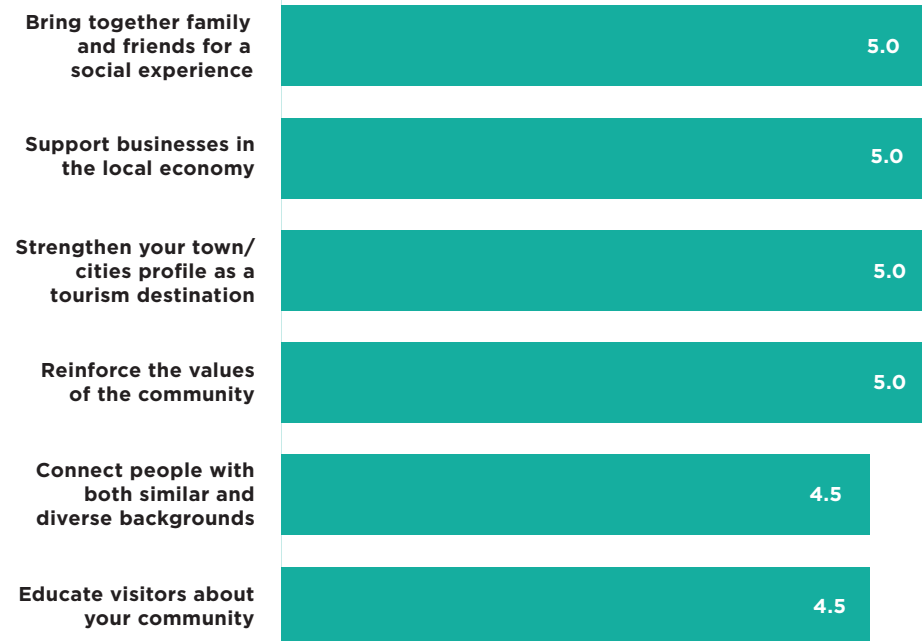 Bring together family
and friends for a
social experience
5.0
Support businesses in
the local economy
5.0
Strengthen your town/
cities profile as a
tourism destination
5.0
Reinforce the values
of the community
5.0
Connect people with
both similar and
diverse backgrounds
4.5
Educate visitors about
your community
4.5